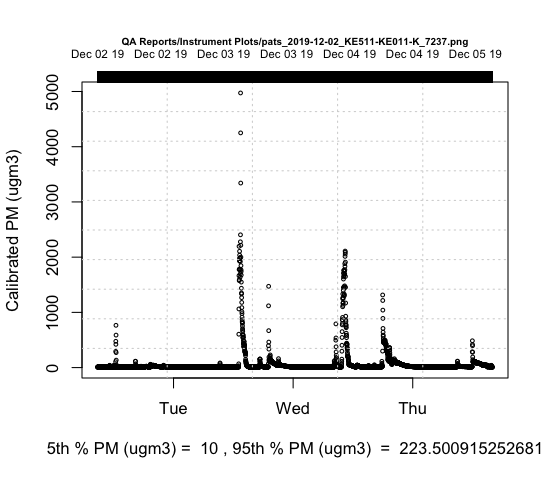 QA Reports/Instrument Plots/pats_2019-12-02_KE511-KE011-K_7237.png
Dec 02 19 Dec 02 19 Dec 03 19 Dec 03 19 Dec 04 19 Dec 04 19 Dec 05 19
Calibrated PM (ugm3)
5000
4000
3000
2000
1000
0
Tue Wed Thu
5th % PM (ugm3) = 10 , 95th % PM (ugm3) = 223.500915252681